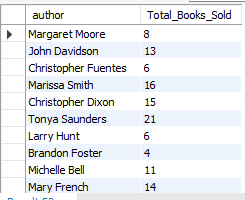 author Total_Books_Sold
Margaret Moore 8
John Davidson 13
Christopher Fuentes 6
Marissa Smith 16
Christopher Dixon 15
Tonya Saunders 21
Larry Hunt 6
Brandon Foster 4
Michelle Bell 11
Mary French 14